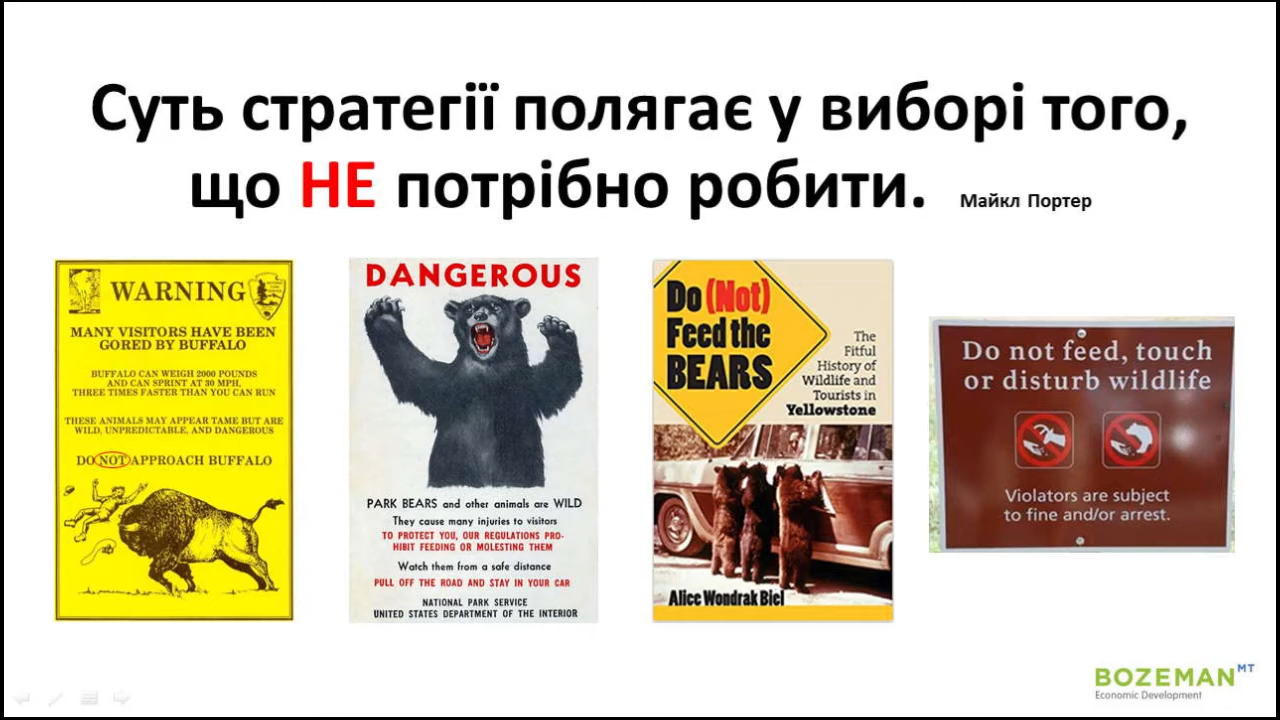 Суть стратегії полягає у виборі того,
що НЕ потрібно робити. Майкл Портер
WARNING
MANY VISITORS HAVE BEEN
GORED BY BUFFALO
BUFFALO CAN WEIGH 2000 POUNDS
AND CAN SPRINT AT 30 MPH,
THREE TIMES FASTER THAN YOU CAN RUN
THESE ANIMALS MAY APPEAR TAME BUT ARE
WILD, UNPREDICTABLE, AND DANGEROUS
DO NOT APPROACH BUFFALO
DANGEROUS
PARK BEARS and other animals are WILD
They cause many injuries to visitors
TO PROTECT YOU, OUR REGULATIONS PRO-
HIBIT FEEDING OR MOLESTING THEM
Watch them from a safe distance
PULL OFF THE ROAD AND STAY IN YOUR CAR
NATIONAL PARK SERVICE
UNITED STATES DEPARTMENT OF THE INTERIOR
Do (Not)
Feed the
BEARS
The
Fitful
History of
Wildlife and
Tourists in
Yellowstone
Alice Wondrak Biel
Do not feed, touch
or disturb wildlife
Violators are subject
to fine and/or arrest.
BOZEMAN MT
Economic Development